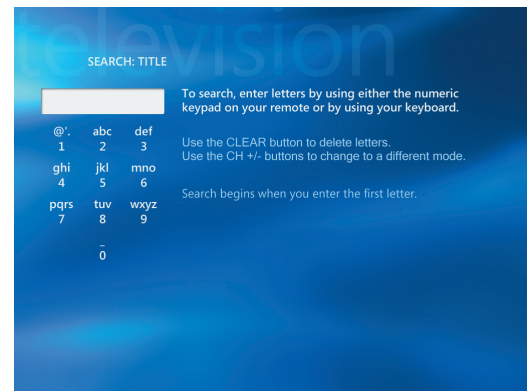 television
SEARCH: TITLE
To search, enter letters by using either the numeric
keypad on your remote or by using your keyboard.
@'. abc def
1 2 3
Use the CLEAR button to delete letters.
Use the CH +/- buttons to change to a different mode.
ghi jkl mno
4 5 6
Search begins when you enter the first letter.
pqrs tuv wxyz
7 8 9
_
0